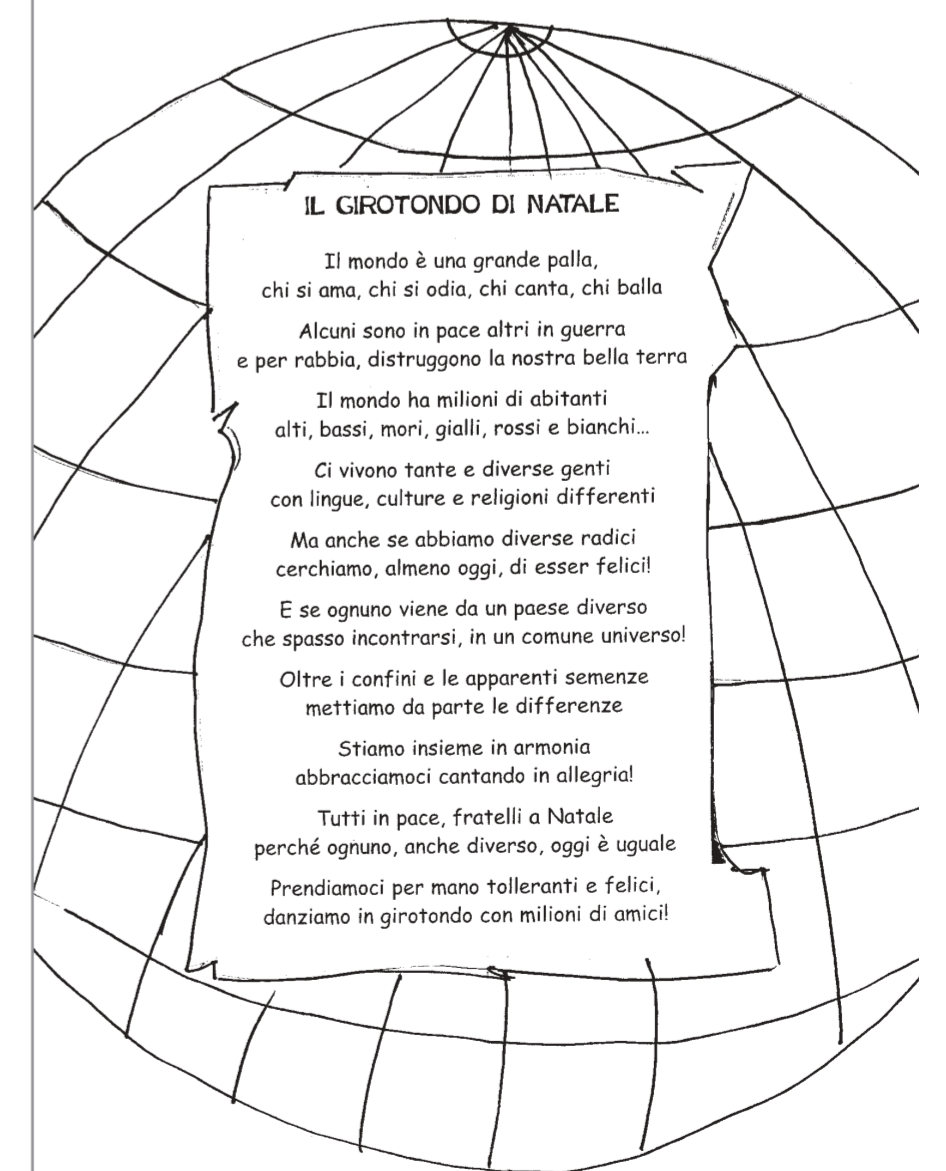 IL GIROTONDO DI NATALE
Il mondo è una grande palla,
chi si ama, chi si odia, chi canta, chi balla
Alcuni sono in pace altri in guerra
e per rabbia, distruggono la nostra bella terra
Il mondo ha milioni di abitanti
alti, bassi, mori, gialli, rossi e bianchi...
Ci vivono tante e diverse genti
con lingue, culture e religioni differenti
Ma anche se abbiamo diverse radici
cerchiamo, almeno oggi, di esser felici!
E se ognuno viene da un paese diverso
che spasso incontrarsi, in un comune universo!
Oltre i confini e le apparenti semenze
mettiamo da parte le differenze
Stiamo insieme in armonia
abbracciamoci cantando in allegria!
Tutti in pace, fratelli a Natale
perché ognuno, anche diverso, oggi è uguale
Prendiamoci per mano tolleranti e felici,
danziamo in girotondo con milioni di amici!